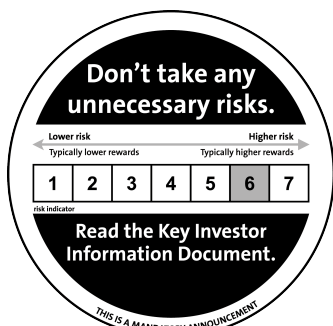 Don't take any
unnecessary risks.
Lower risk Higher risk
Typically lower rewards Typically higher rewards
1 2 3 4 5 6 7
risk indicator
Read the Key Investor
Information Document.
THIS IS A MANDATORY ANNOUNCEMENT